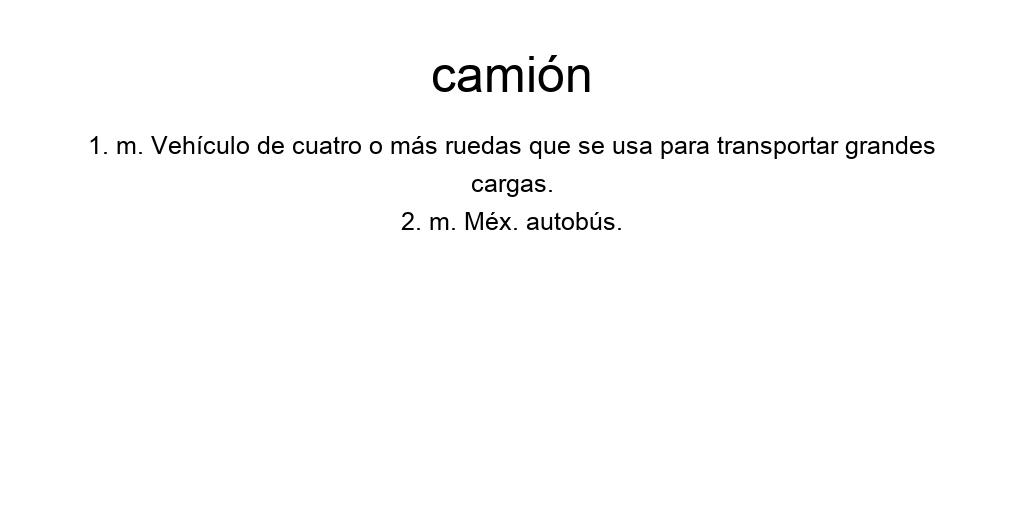 camión
1. m. Vehículo de cuatro o más ruedas que se usa para transportar grandes
cargas.
2. m. Méx. autobús.